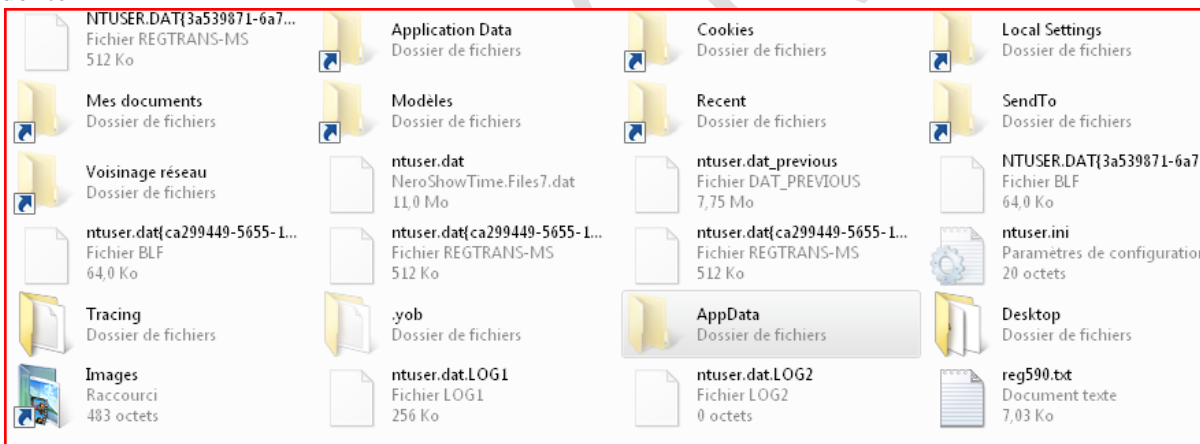 NTUSER.DAT{3a539871-6a7...
Fichier REGTRANS-MS
512 Ko
Application Data
Dossier de fichiers
Cookies
Dossier de fichiers
Local Settings
Dossier de fichiers
Mes documents
Dossier de fichiers
Modèles
Dossier de fichiers
Recent
Dossier de fichiers
SendTo
Dossier de fichiers
Voisinage réseau
Dossier de fichiers
ntuser.dat
NeroShowTime.Files7.dat
11,0 Mo
ntuser.dat_previous
Fichier DAT_PREVIOUS
7,75 Mo
NTUSER.DAT{3a539871-6a7
Fichier BLF
64,0 Ko
ntuser.dat{ca299449-5655-1...
Fichier BLF
64,0 Ko
ntuser.dat{ca299449-5655-1...
Fichier REGTRANS-MS
512 Ko
ntuser.dat{ca299449-5655-1...
Fichier REGTRANS-MS
512 Ko
ntuser.ini
Paramètres de configuration
20 octets
Tracing
Dossier de fichiers
.yob
Dossier de fichiers
AppData
Dossier de fichiers
Desktop
Dossier de fichiers
Images
Raccourci
483 octets
ntuser.dat.LOG1
Fichier LOG1
256 Ko
ntuser.dat.LOG2
Fichier LOG2
0 octets
reg590.txt
Document texte
7,03 Ko